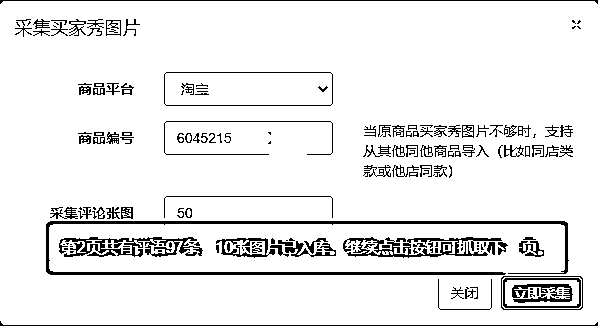 采集买家秀图片
商品平台 淘宝
商品编号 6045215
当原商品买家秀图片不够时，支持
从其他同他商品导入（比如同店类
款或他店同款）
采集评论张图 50
第2页共有评语97条 10张图片已入库。继续点击按钮可抓取下 页。
关闭 立即采集